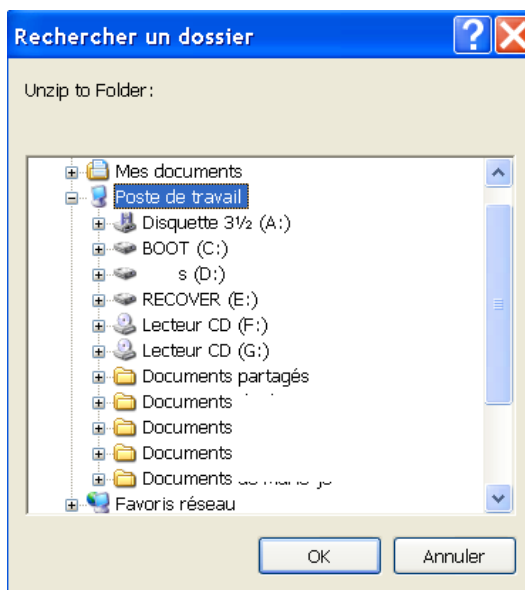 Rechercher un dossier
Unzip to Folder:
Mes documents
Poste de travail
Disquette 3½ (A:)
BOOT (C:)
s (D:)
RECOVER (E:)
Lecteur CD (F:)
Lecteur CD (G:)
Documents partagés
Documents
Documents
Documents
Documents
Favoris réseau
OK
Annuler